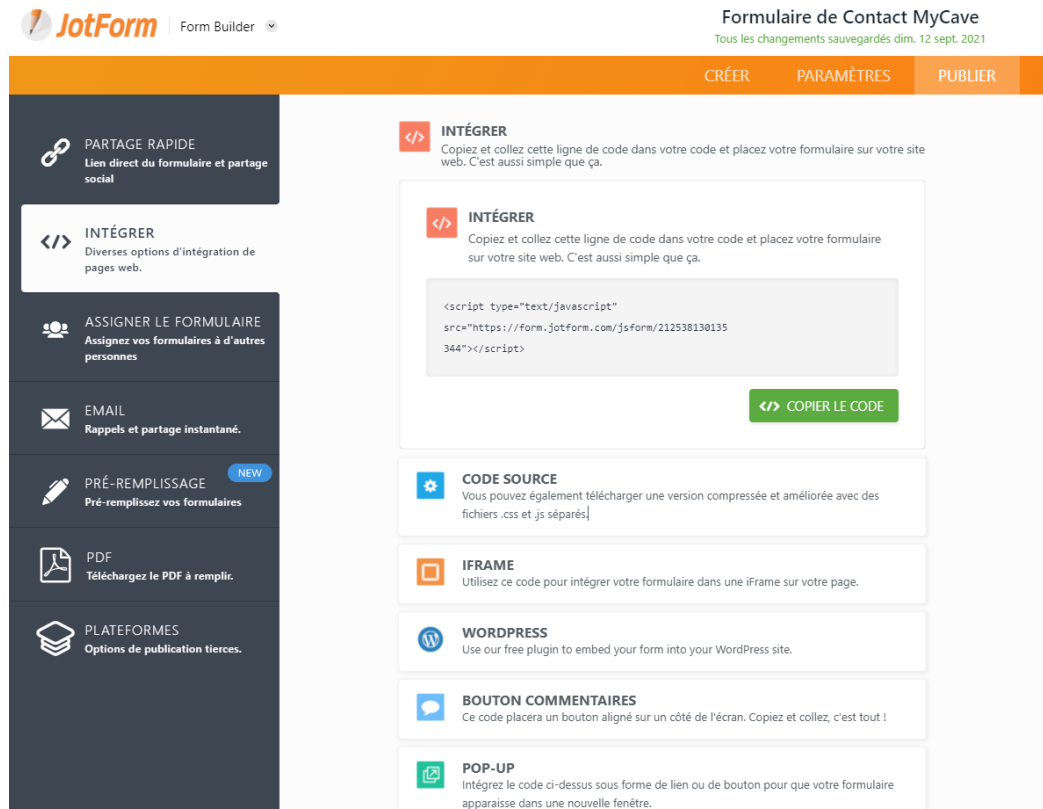 JotForm
Form Builder
Formulaire de Contact MyCave
Tous les changements sauvegardés dim. 12 sept. 2021
CRÉER
PARAMÈTRES
PUBLIER
PARTAGE RAPIDE
Lien direct du formulaire et partage
social
INTÉGRER
Diverses options d'intégration de
pages web.
ASSIGNER LE FORMULAIRE
Assignez vos formulaires à d'autres
personnes
EMAIL
Rappels et partage instantané.
NEW
PRÉ-REMPLISSAGE
Pré-remplissez vos formulaires
PDF
Téléchargez le PDF à remplir.
PLATEFORMES
Options de publication tierces.
INTÉGRER
Copiez et collez cette ligne de code dans votre code et placez votre formulaire sur votre site
web. C'est aussi simple que ça.
INTÉGRER
Copiez et collez cette ligne de code dans votre code et placez votre formulaire
sur votre site web. C'est aussi simple que ça.
<script type="text/javascript"
src="https://form.jotform.com/jsform/212538130135
344"></script>
</> COPIER LE CODE
CODE SOURCE
Vous pouvez également télécharger une version compressée et améliorée avec des
fichiers .css et .js séparés.
IFRAME
Utilisez ce code pour intégrer votre formulaire dans une iFrame sur votre page.
WORDPRESS
Use our free plugin to embed your form into your WordPress site.
BOUTON COMMENTAIRES
Ce code placera un bouton aligné sur un côté de l'écran. Copiez et collez, c'est tout !
POP-UP
Intégrez le code ci-dessus sous forme de lien ou de bouton pour que votre formulaire
apparaisse dans une nouvelle fenêtre.